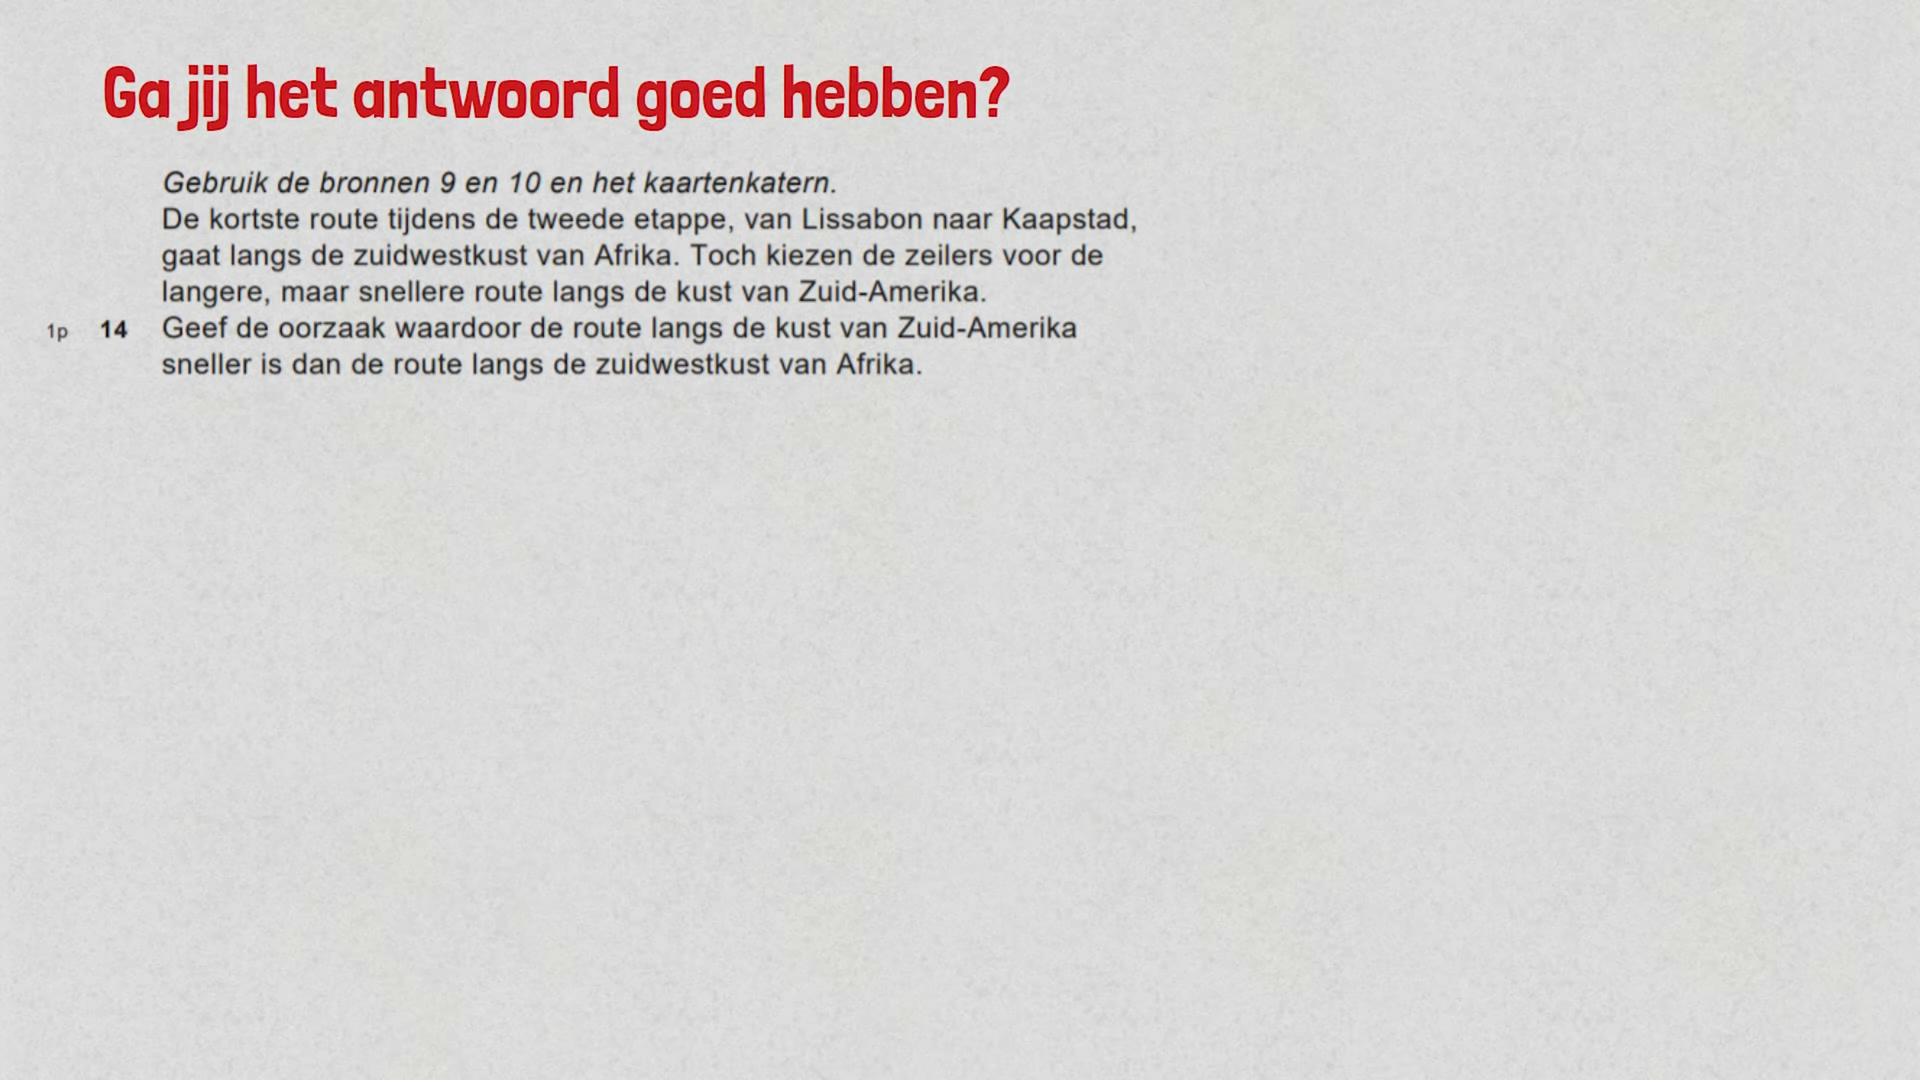 Ga jij het antwoord goed hebben?
Gebruik de bronnen 9 en 10 en het kaartenkatern.
De kortste route tijdens de tweede etappe, van Lissabon naar Kaapstad,
gaat langs de zuidwestkust van Afrika. Toch kiezen de zeilers voor de
langere, maar snellere route langs de kust van Zuid-Amerika.
1p 14 Geef de oorzaak waardoor de route langs de kust van Zuid-Amerika
sneller is dan de route langs de zuidwestkust van Afrika.